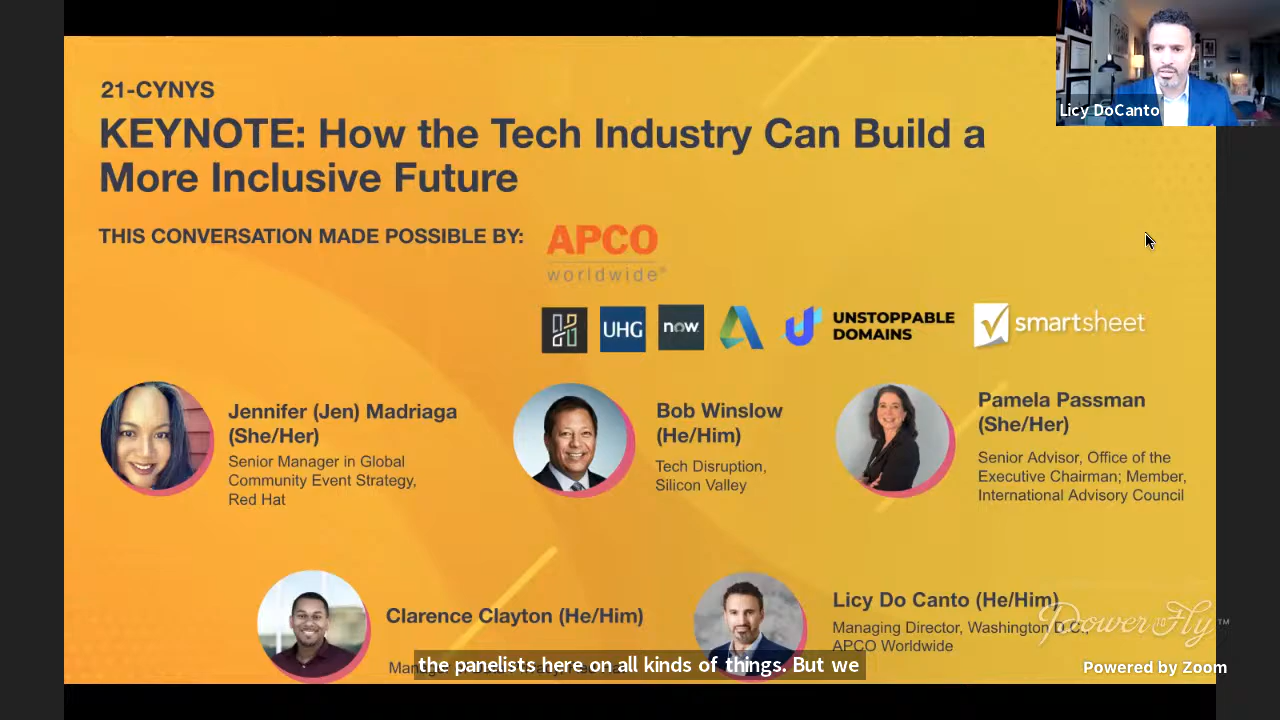 21-CYNYS
KEYNOTE: How the Tech Industry Can Build a
More Inclusive Future
THIS CONVERSATION MADE POSSIBLE BY:
APCO
worldwide®
UHG
now
UNSTOPPABLE
DOMAINS
smartsheet
Licy DoCanto
Jennifer (Jen) Madriaga
(She/Her)
Senior Manager in Global
Community Event Strategy,
Red Hat
Bob Winslow
(He/Him)
Tech Disruption,
Silicon Valley
Pamela Passman
(She/Her)
Senior Advisor, Office of the
Executive Chairman; Member,
International Advisory Council
Clarence Clayton (He/Him)
Licy Do Canto (He/Him)
Managing Director, Washington D.C.,
APCO Worldwide
PowerToFly™
the panelists here on all kinds of things. But we
Powered by Zoom